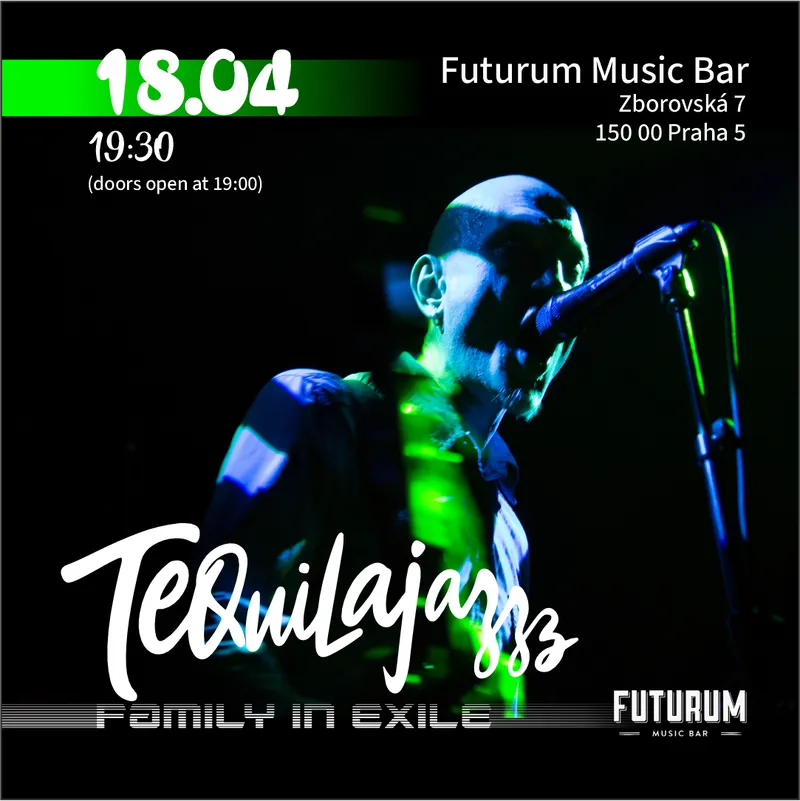 18.04
19:30
(doors open at 19:00)
Futurum Music Bar
Zborovská 7
150 00 Praha 5
TeQuiLajazzz
FAMILY IN EXILE
FUTURUM
MUSIC BAR